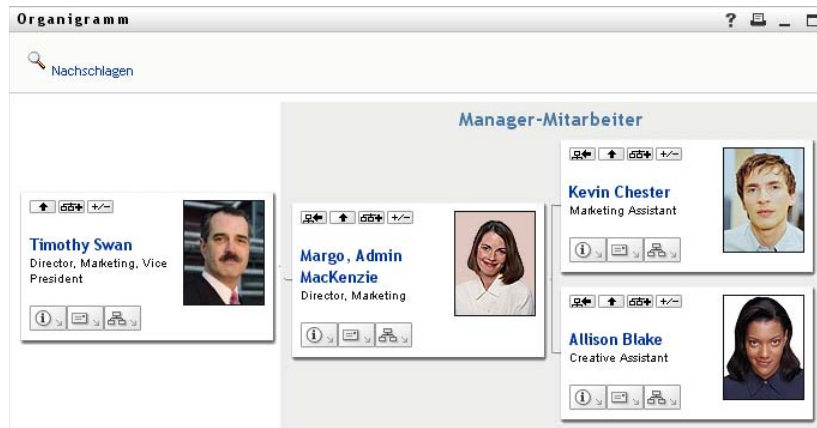 Organigramm
?
Nachschlagen
Manager-Mitarbeiter
+/-
Timothy Swan
Director, Marketing, Vice
President
+/-
Margo, Admin
MacKenzie
Director, Marketing
+/-
Kevin Chester
Marketing Assistant
+/-
Allison Blake
Creative Assistant